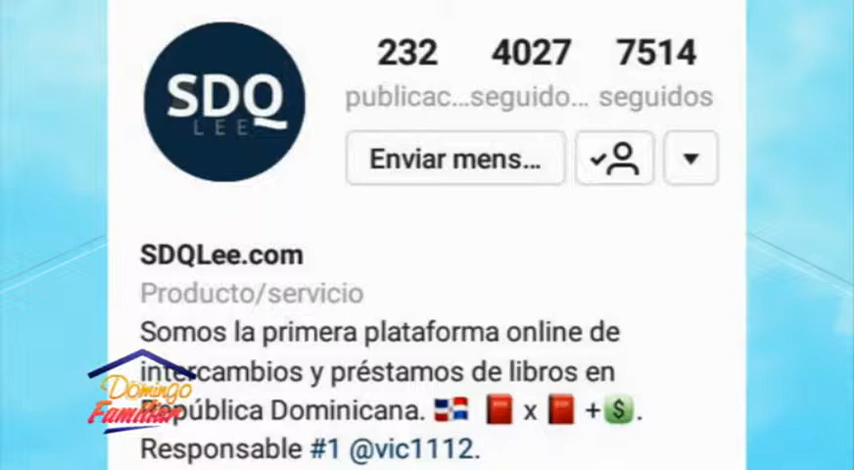 SDQ
LEE
232 4027 7514
publicac... seguido... seguidos
Enviar mens...
SDQLee.com
Producto/servicio
Somos la primera plataforma online de
intercambios y préstamos de libros en
República Dominicana. 🇩🇴 📕 x 📕 + 💲.
Responsable #1 @vic1112.
Domingo
Familiar